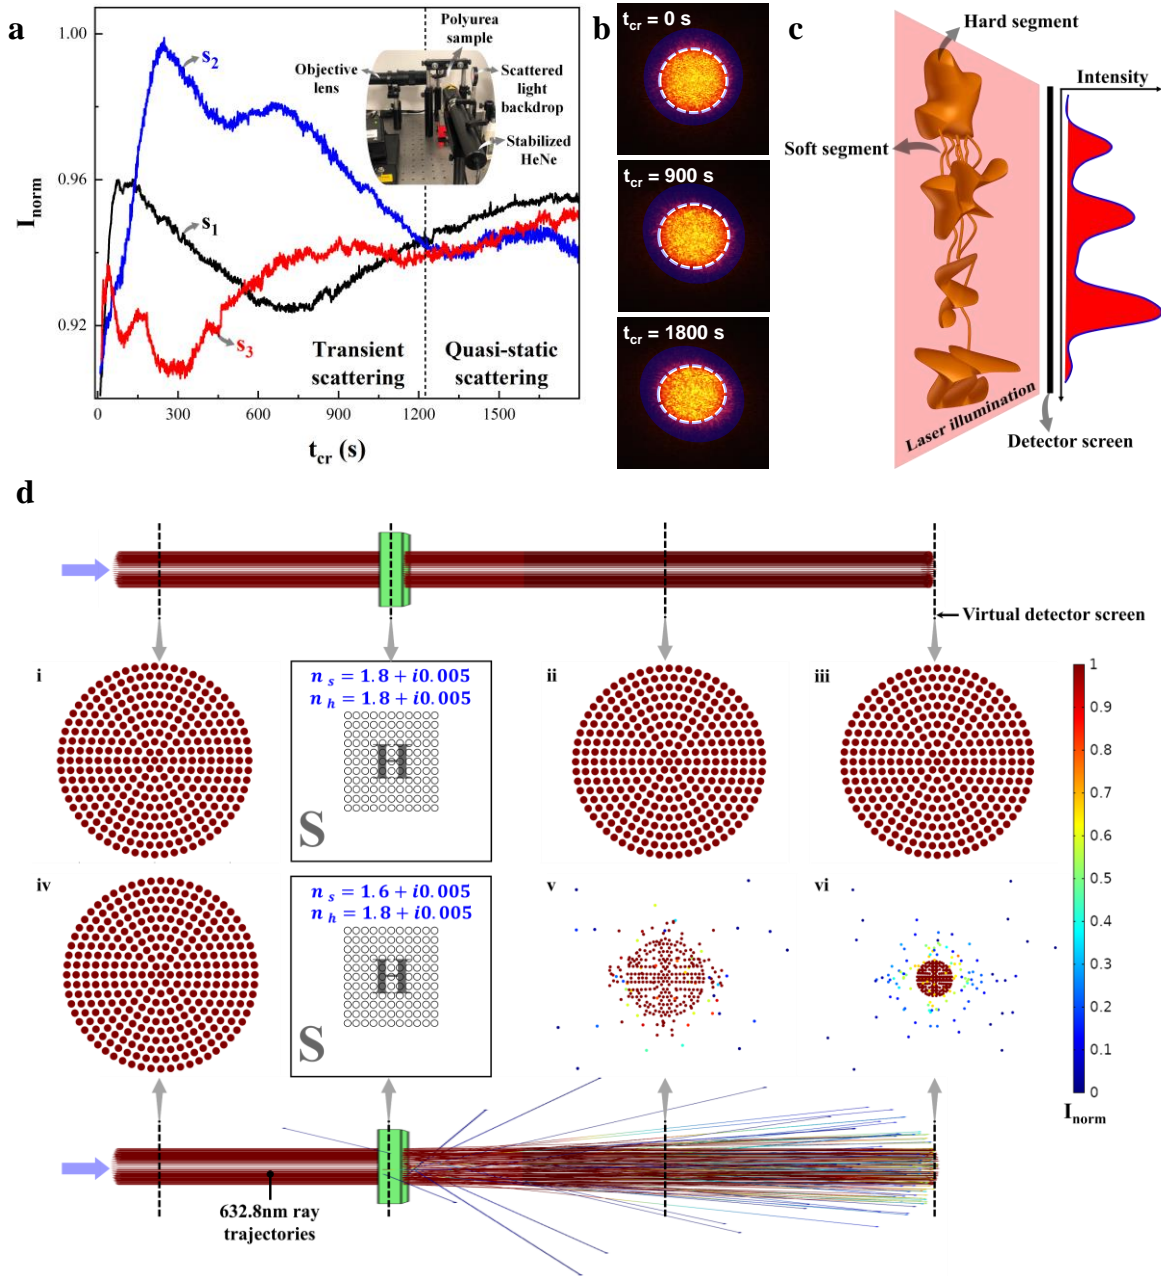 a
1.00
0.96
0.92
I_norm
s₂
s₁
s₃
Polyurea
sample
Objective
lens
Scattered
light
backdrop
Stabilized
HeNe
Transient
scattering
Quasi-static
scattering
0
300
600
900
1200
1500
t_cr (s)
b
t_cr = 0 s
t_cr = 900 s
t_cr = 1800 s
c
Hard segment
Soft segment
Intensity
Laser illumination
Detector screen
d
Virtual detector screen
i
n_s = 1.8 + i0.005
n_h = 1.8 + i0.005
H
S
ii
iii
iv
n_s = 1.6 + i0.005
n_h = 1.8 + i0.005
H
S
v
vi
1
0.9
0.8
0.7
0.6
0.5
0.4
0.3
0.2
0.1
0
I_norm
632.8nm ray
trajectories